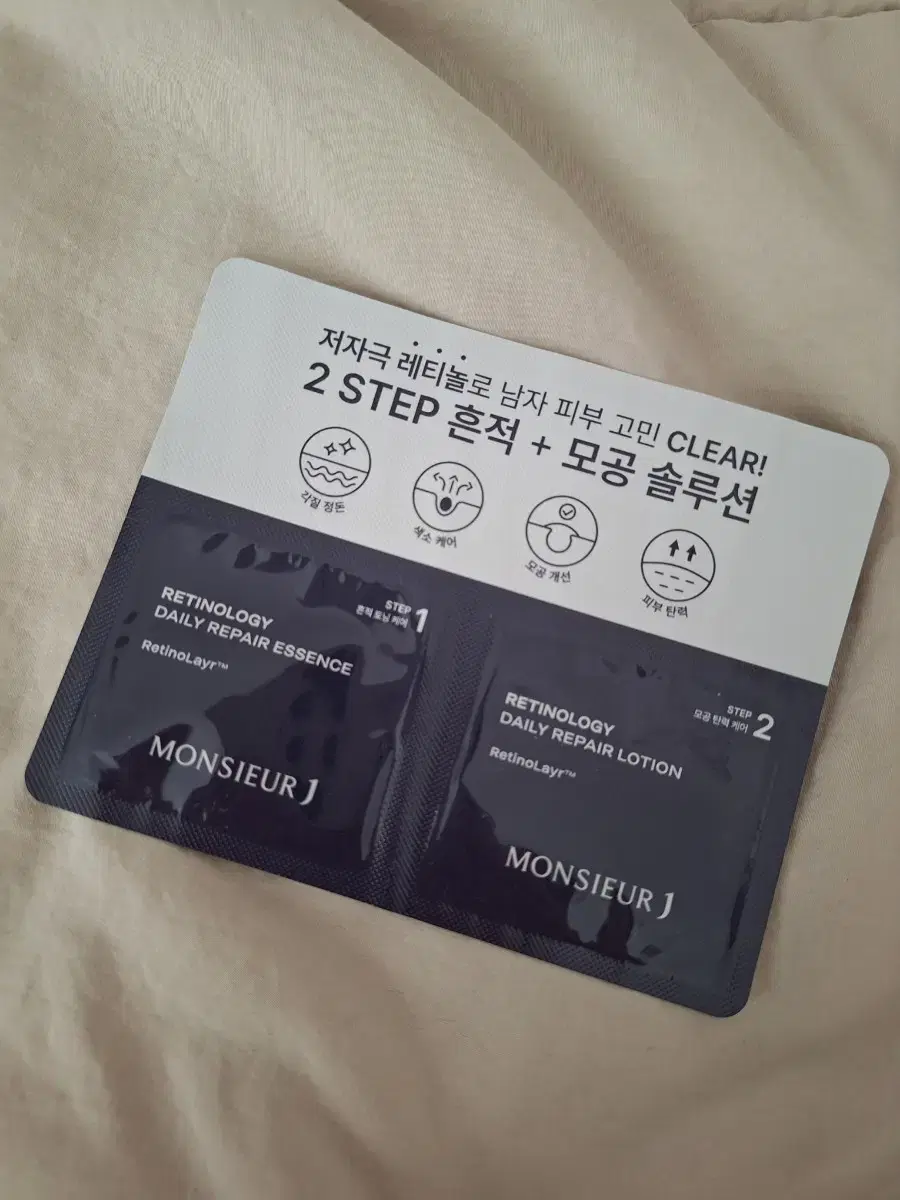 저자극 레티놀로 남자 피부 고민 CLEAR!
2 STEP 흔적 + 모공 솔루션
각질 정돈
색소 케어
모공 개선
피부 탄력
RETINOLOGY
DAILY REPAIR ESSENCE
RetinoLayr™
STEP 1
흔적 토닝 케어
MONSIEUR J
RETINOLOGY
DAILY REPAIR LOTION
RetinoLayr™
STEP 2
모공 탄력 케어
MONSIEUR J